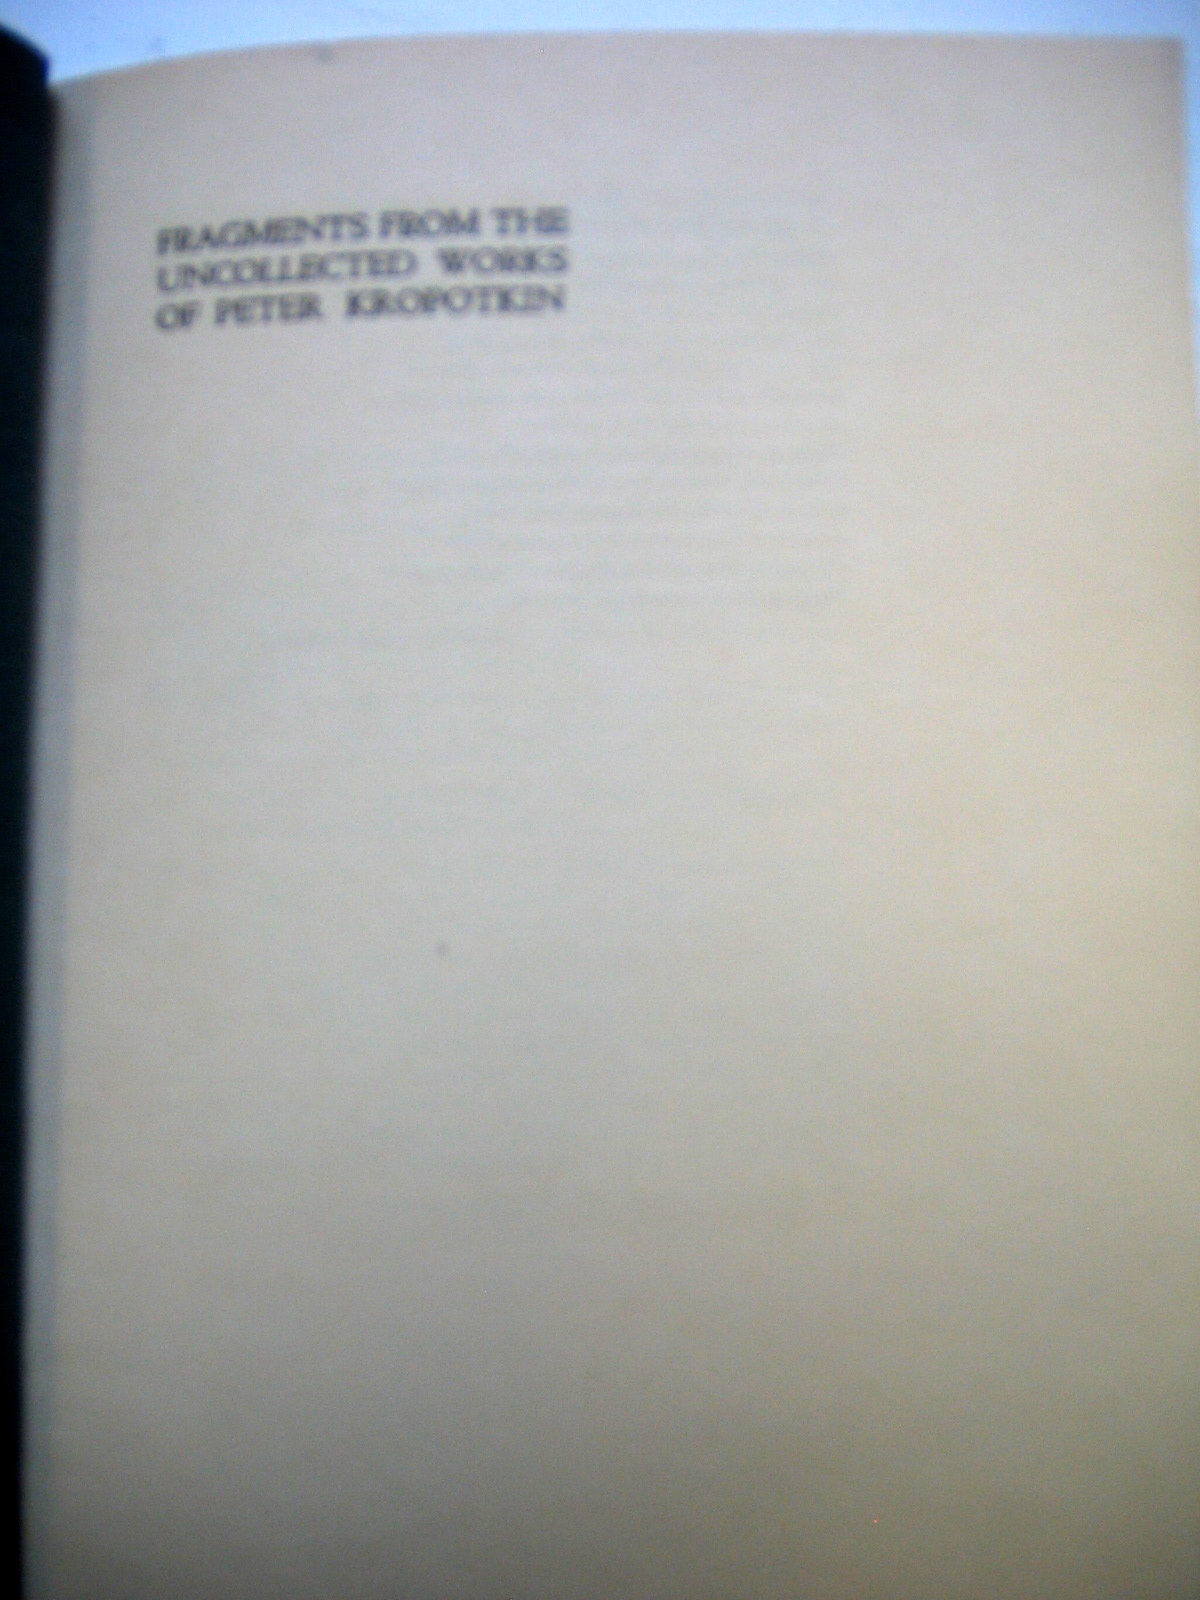 FRAGMENTS FROM THE
UNCOLLECTED WORKS
OF PETER KROPOTKIN